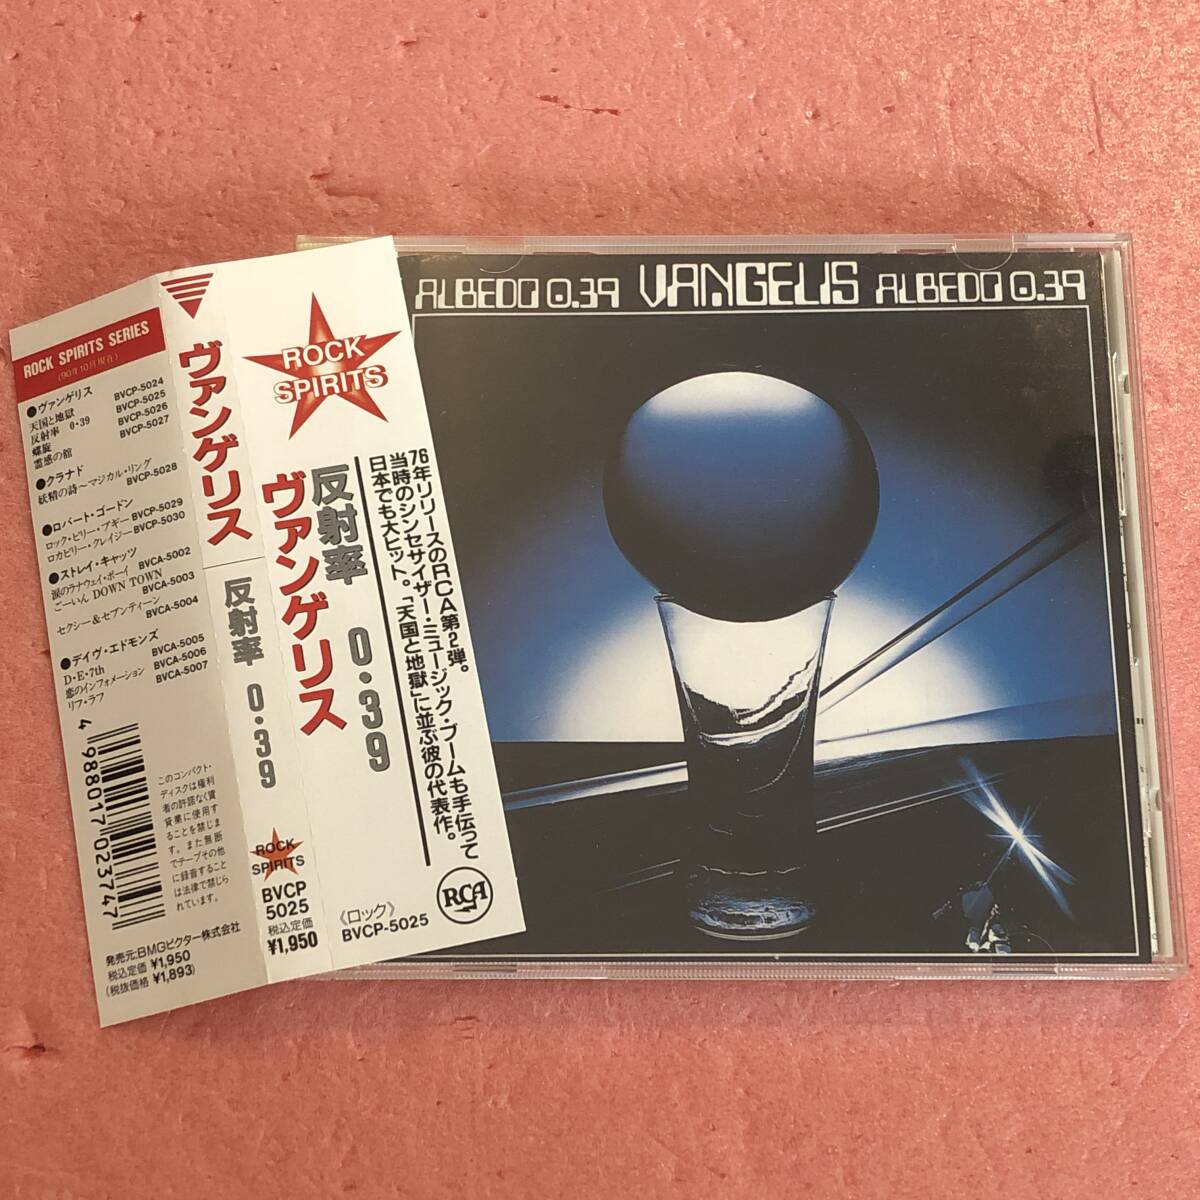 ROCK SPIRITS SERIES
(90年10月現在)
●ヴァンゲリス
天国と地獄 BVCP-5024
反射率 0・39 BVCP-5025
螺旋 BVCP-5026
霊感の館 BVCP-5027
●クラナド
妖精の詩〜マジカル・リング BVCP-5028
●ロバート・ゴードン
ロック・ビリー・ブギー BVCP-5029
ロカビリー・クレイジー BVCP-5030
●ストレイ・キャッツ
涙のラナウェイ・ボーイ BVCA-5002
ごーいん DOWN TOWN BVCA-5003
セクシー&セブンティーン BVCA-5004
●デイヴ・エドモンズ
D・E・7th BVCA-5005
恋のインフォメーション BVCA-5006
リフ・ラフ BVCA-5007
4 988017 023747
このコンパクト・
ディスクは権利
者の許諾なく賃
貸業に使用す
ることを禁じま
す。また無断
でテープその他
に録音すること
は法律で禁じら
れています。
発売元:BMGビクター株式会社
税込定価 ¥1,950
(税抜価格 ¥1,893)
ヴァンゲリス
反射率 0・39
ROCK
SPIRITS
BVCP
5025
税込定価
¥1,950
ROCK
SPIRITS
反射率 0・39
ヴァンゲリス
76年リリースのRCA第2弾。
当時のシンセサイザー・ミュージック・ブームも手伝って
日本でも大ヒット。「天国と地獄」に並ぶ彼の代表作。
《ロック》
BVCP-5025
RCA
ALBEDO 0.39 VANGELIS ALBEDO 0.39